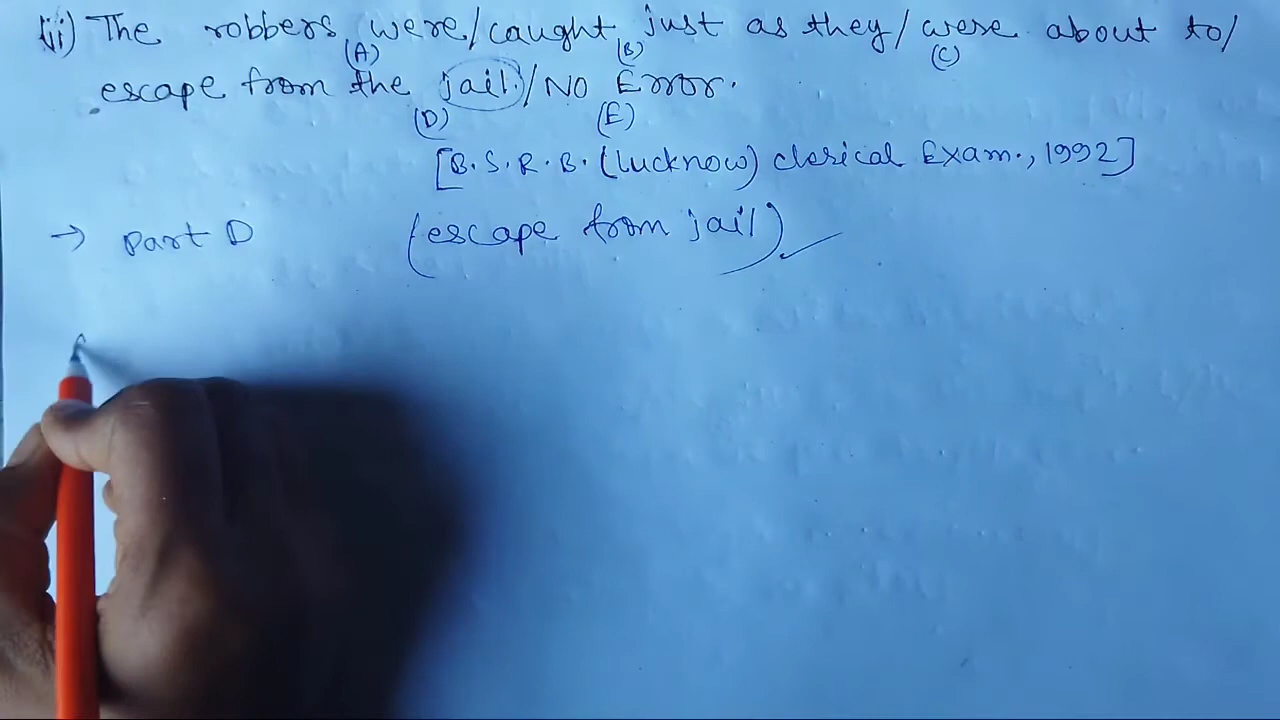 (ii) The robbers were/caught just as they/were about to/
(A) (B) (C)
escape from the jail./NO Error.
(D) (E)
[B.S.R.B. (lucknow) clerical Exam., 1992]
→ Part D (escape from jail) ✓